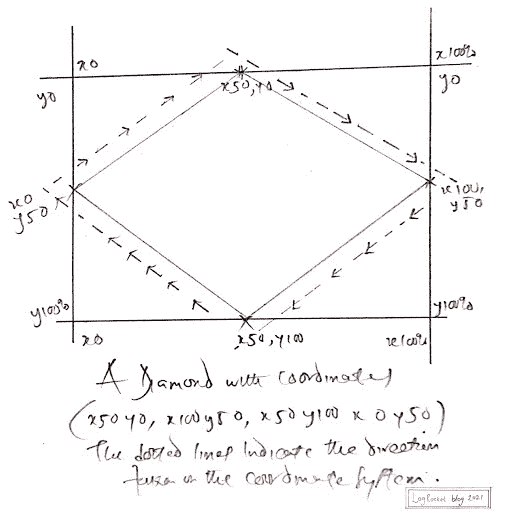 x0
x100%
y0
y0
x50,y0
x0
y50
x100,
y50
y100%
y100%
x0
x50,y100
x100%
A Diamond with Coordinates
(x50 y0, x100 y50, x50 y100 x 0 y50)
The dotted lines Indicate the direction
in the coordinate System.
LogRocket blog 2021